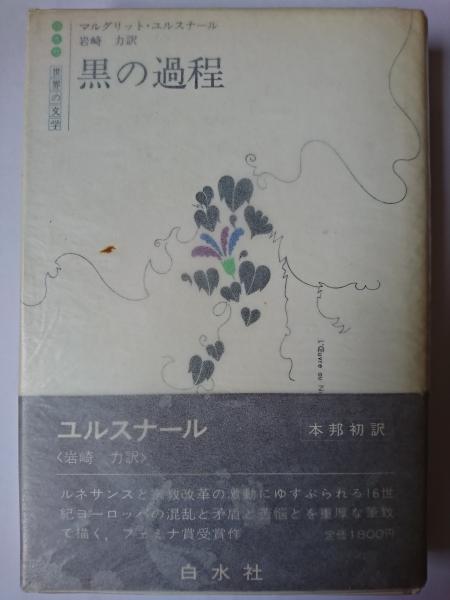 マルグリット・ユルスナール
岩崎 力訳
黒の過程
世界の文学
L'Œuvre au N
ユルスナール
〈岩崎 力訳〉
本邦初訳
ルネサンスと宗教改革の激動にゆすぶられる16世
紀ヨーロッパの混乱と矛盾と苦悩とを重厚な筆致
で描く，フェミナ賞受賞作
定価1800円
白水社